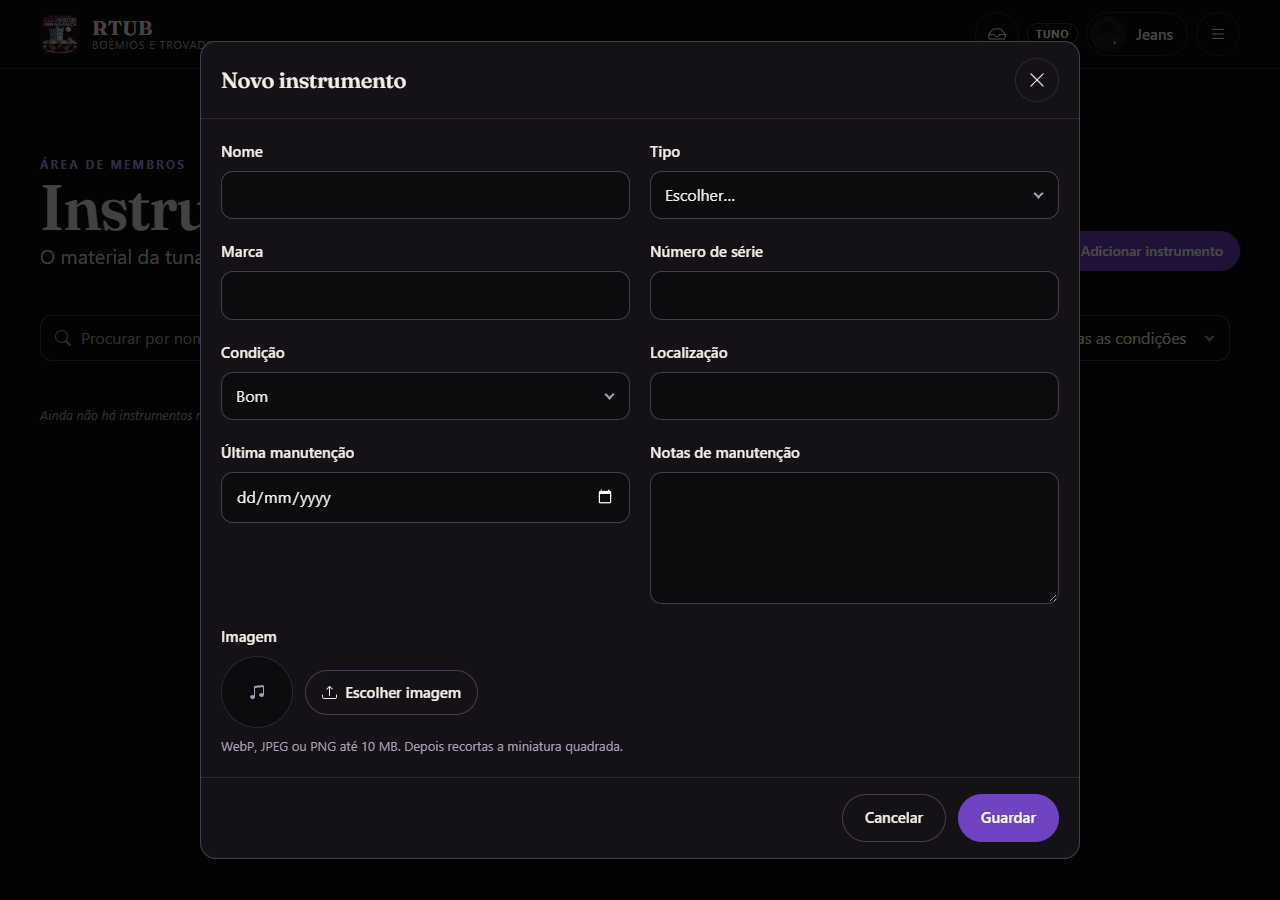 RTUB
BOÉMIOS E TROVAD
TUNO
Jeans
Novo instrumento
ÁREA DE MEMBROS
Instru
O material da tuna
Adicionar instrumento
Procurar por nom
as as condições
Ainda não há instrumentos r
Nome
Tipo
Escolher...
Marca
Número de série
Condição
Localização
Bom
Última manutenção
Notas de manutenção
dd/mm/yyyy
Imagem
Escolher imagem
WebP, JPEG ou PNG até 10 MB. Depois recortas a miniatura quadrada.
Cancelar
Guardar